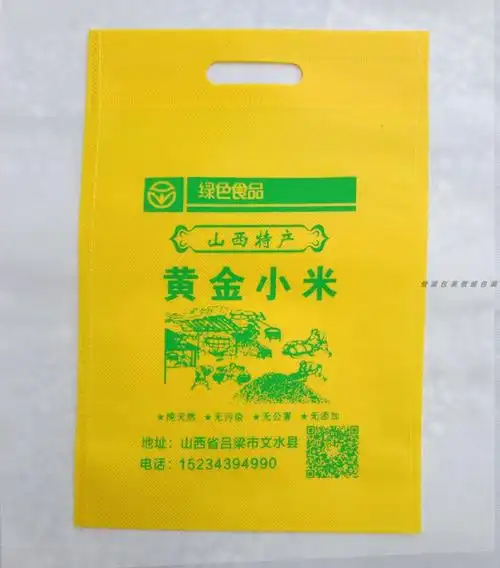 绿色食品
山西特产
黄金小米
★纯天然 ★无污染 ★无公害 ★无添加
地址：山西省吕梁市文水县
电话：15234394990